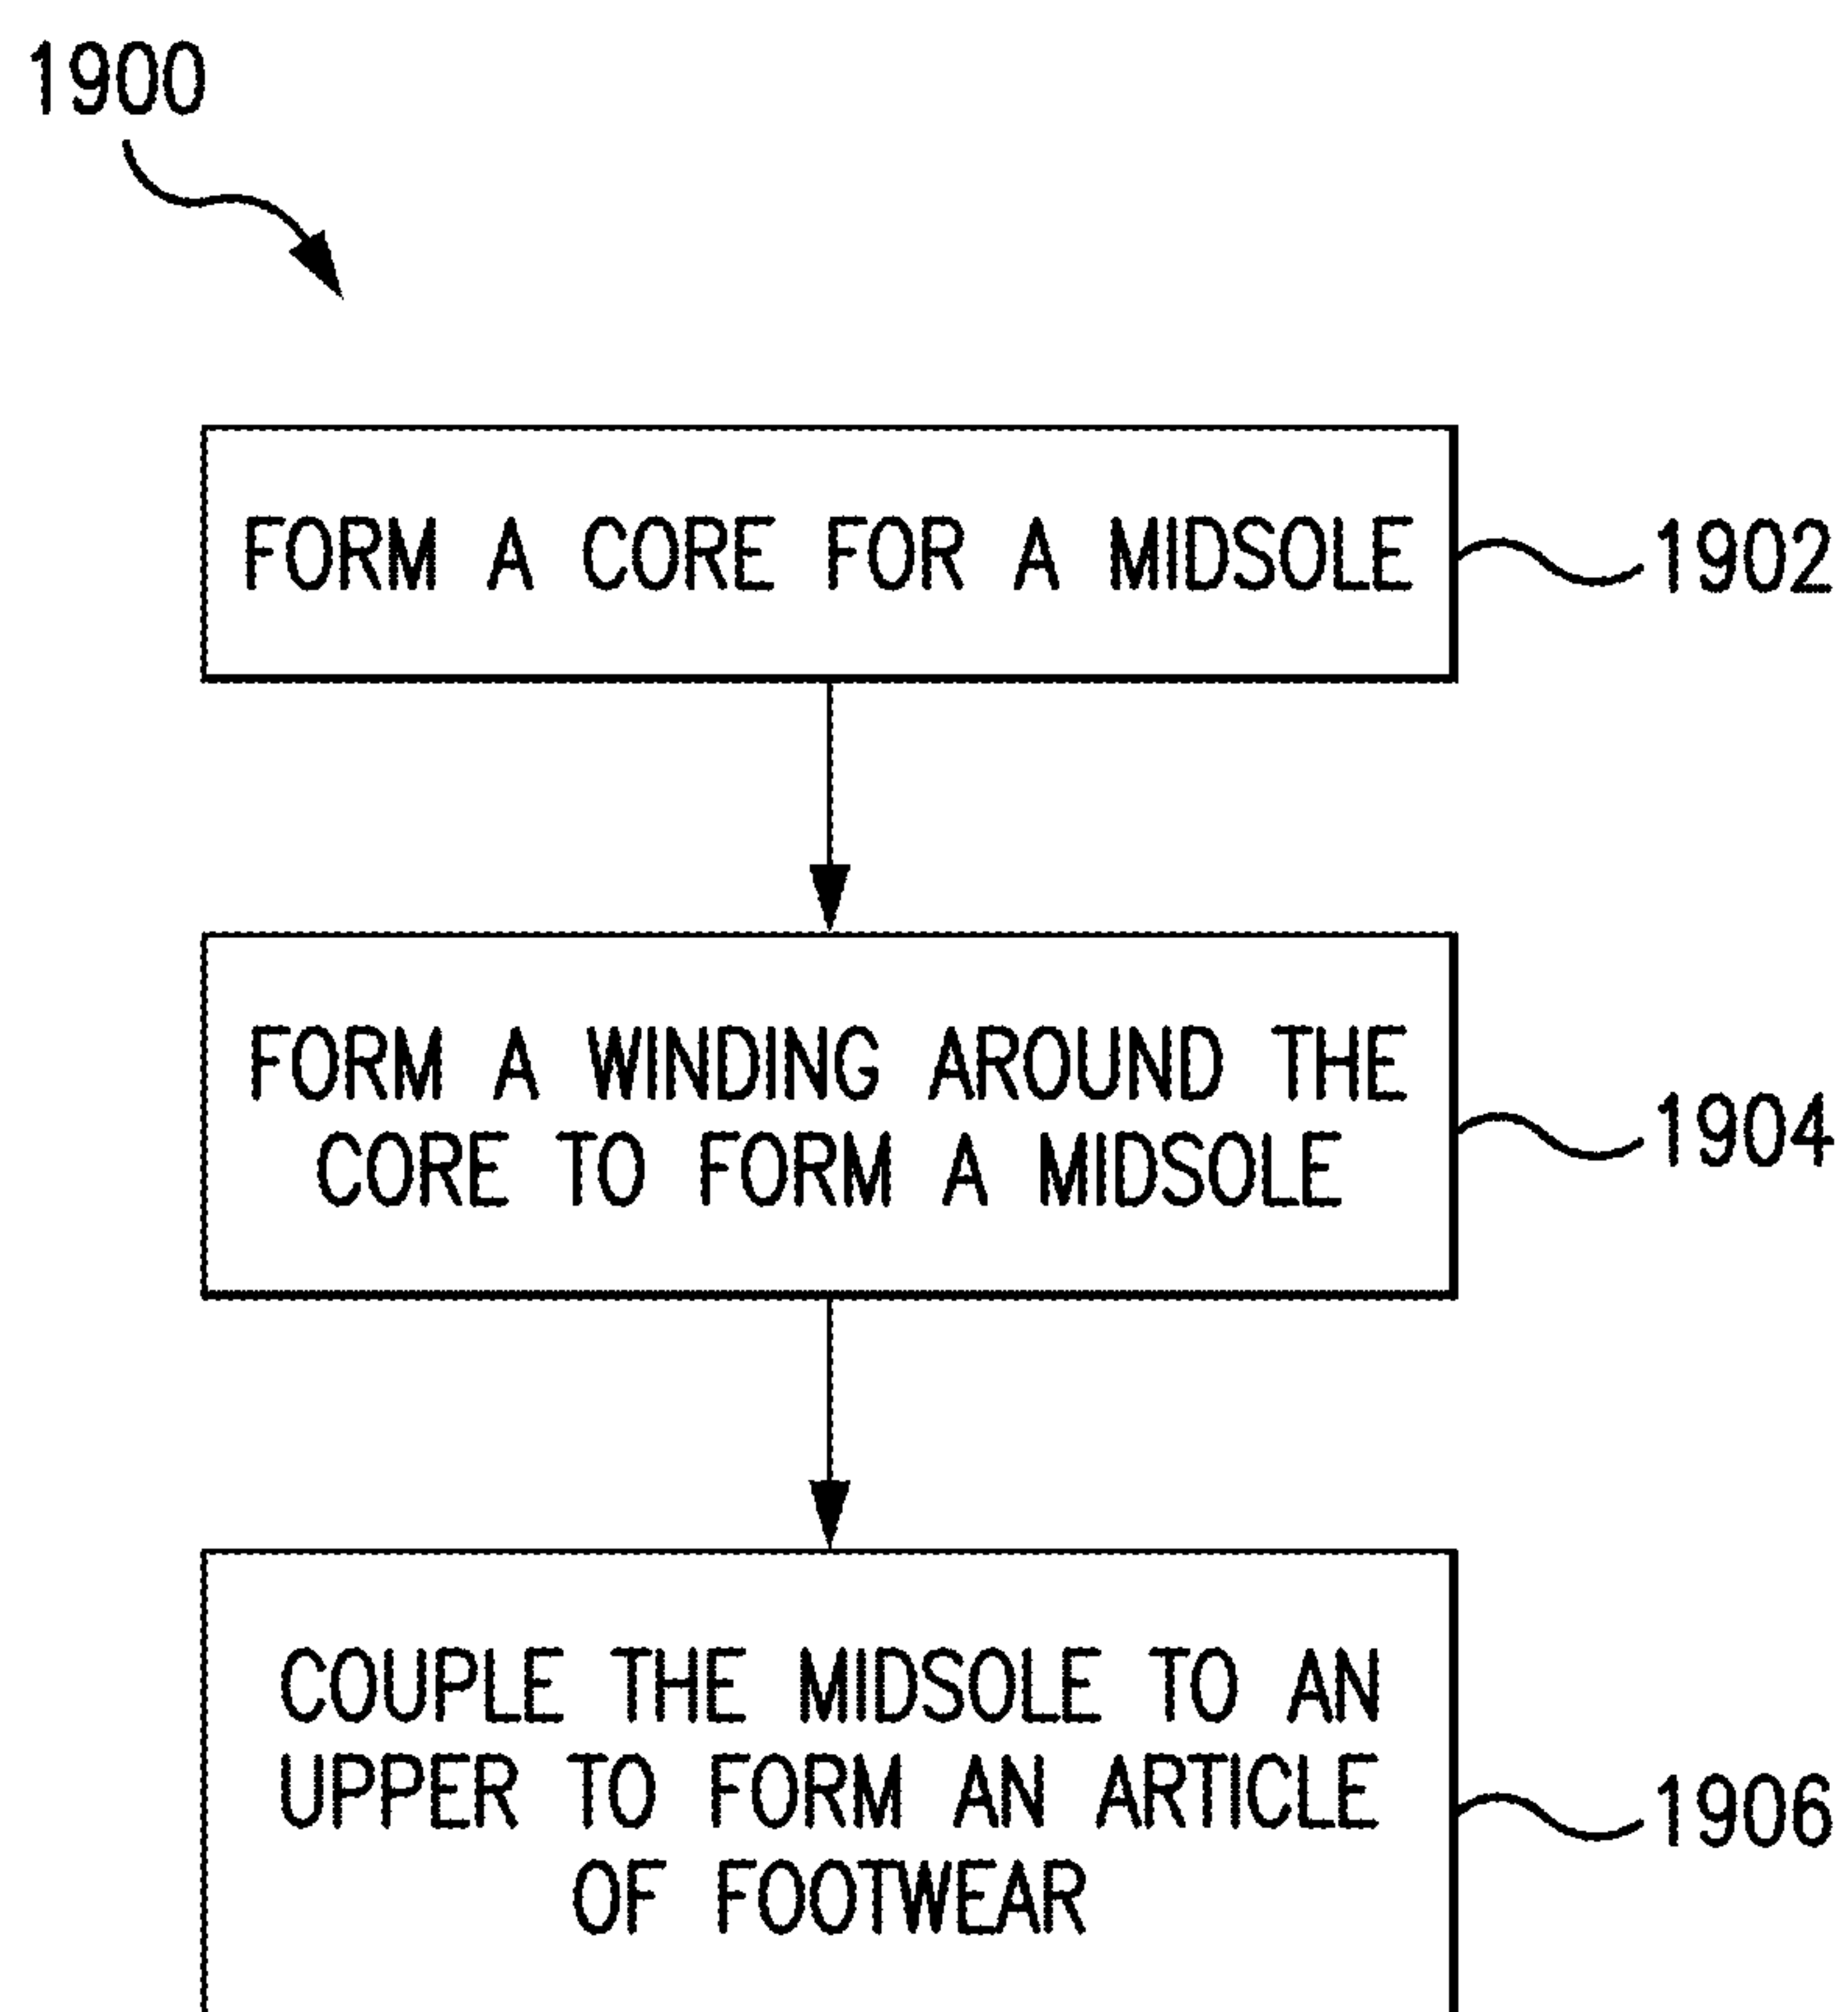 1900
FORM A CORE FOR A MIDSOLE
1902
FORM A WINDING AROUND THE
CORE TO FORM A MIDSOLE
1904
COUPLE THE MIDSOLE TO AN
UPPER TO FORM AN ARTICLE
OF FOOTWEAR
1906